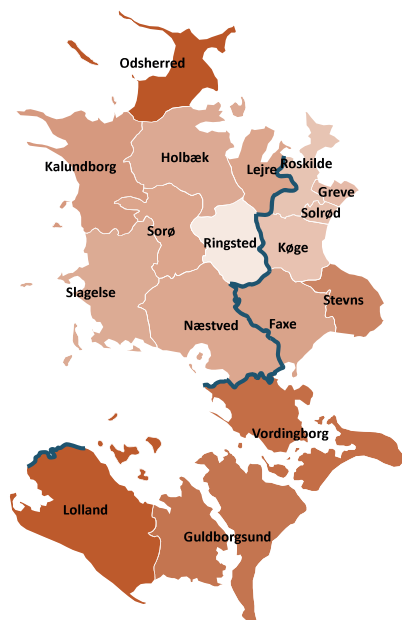 Odsherred
Holbæk
Kalundborg
Lejre
Roskilde
Greve
Solrød
Sorø
Ringsted
Køge
Slagelse
Stevns
Næstved
Faxe
Vordingborg
Lolland
Guldborgsund